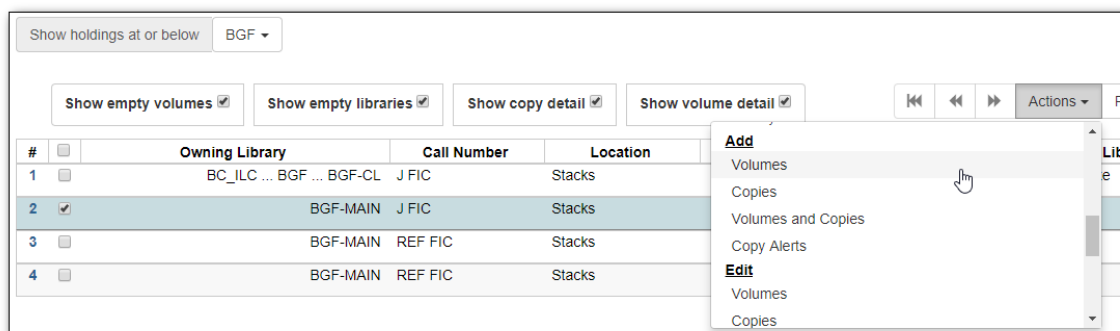 Show holdings at or below BGF
Show empty volumes Show empty libraries Show copy detail Show volume detail Actions
Add
# Owning Library Call Number Location
Volumes
1 BC_ILC ... BGF ... BGF-CL J FIC Stacks
Copies
2 BGF-MAIN J FIC Stacks
Volumes and Copies
3 BGF-MAIN REF FIC Stacks
Copy Alerts
4 BGF-MAIN REF FIC Stacks
Edit
Volumes
Copies